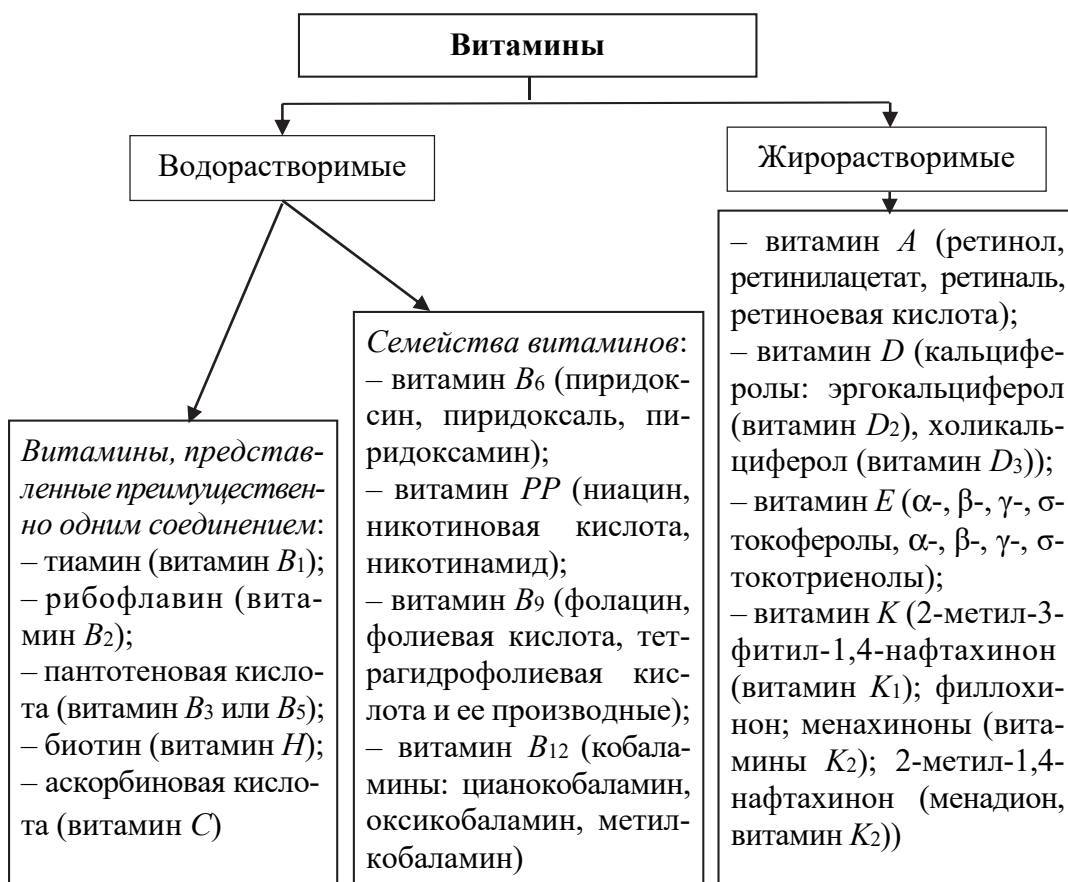 Витамины
Водорастворимые
Жирорастворимые
Витамины, представ-
ленные преимуществен-
но одним соединением:
– тиамин (витамин B1);
– рибофлавин (вита-
мин B2);
– пантотеновая кисло-
та (витамин B3 или B5);
– биотин (витамин H);
– аскорбиновая кисло-
та (витамин C)
Семейства витаминов:
– витамин B6 (пиридок-
син, пиридоксаль, пи-
ридоксамин);
– витамин PP (ниацин,
никотиновая кислота,
никотинамид);
– витамин B9 (фолацин,
фолиевая кислота, тет-
рагидрофолиевая кис-
лота и ее производные);
– витамин B12 (кобала-
мины: цианокобаламин,
оксикобаламин, метил-
кобаламин)
– витамин A (ретинол,
ретинилацетат, ретиналь,
ретиноевая кислота);
– витамин D (кальцифе-
ролы: эргокальциферол
(витамин D2), холикаль-
циферол (витамин D3));
– витамин E (α-, β-, γ-, σ-
токоферолы, α-, β-, γ-, σ-
токотриенолы);
– витамин K (2-метил-3-
фитил-1,4-нафтахинон
(витамин K1); филлохи-
нон; менахиноны (вита-
мины K2); 2-метил-1,4-
нафтахинон (менадион,
витамин K2))